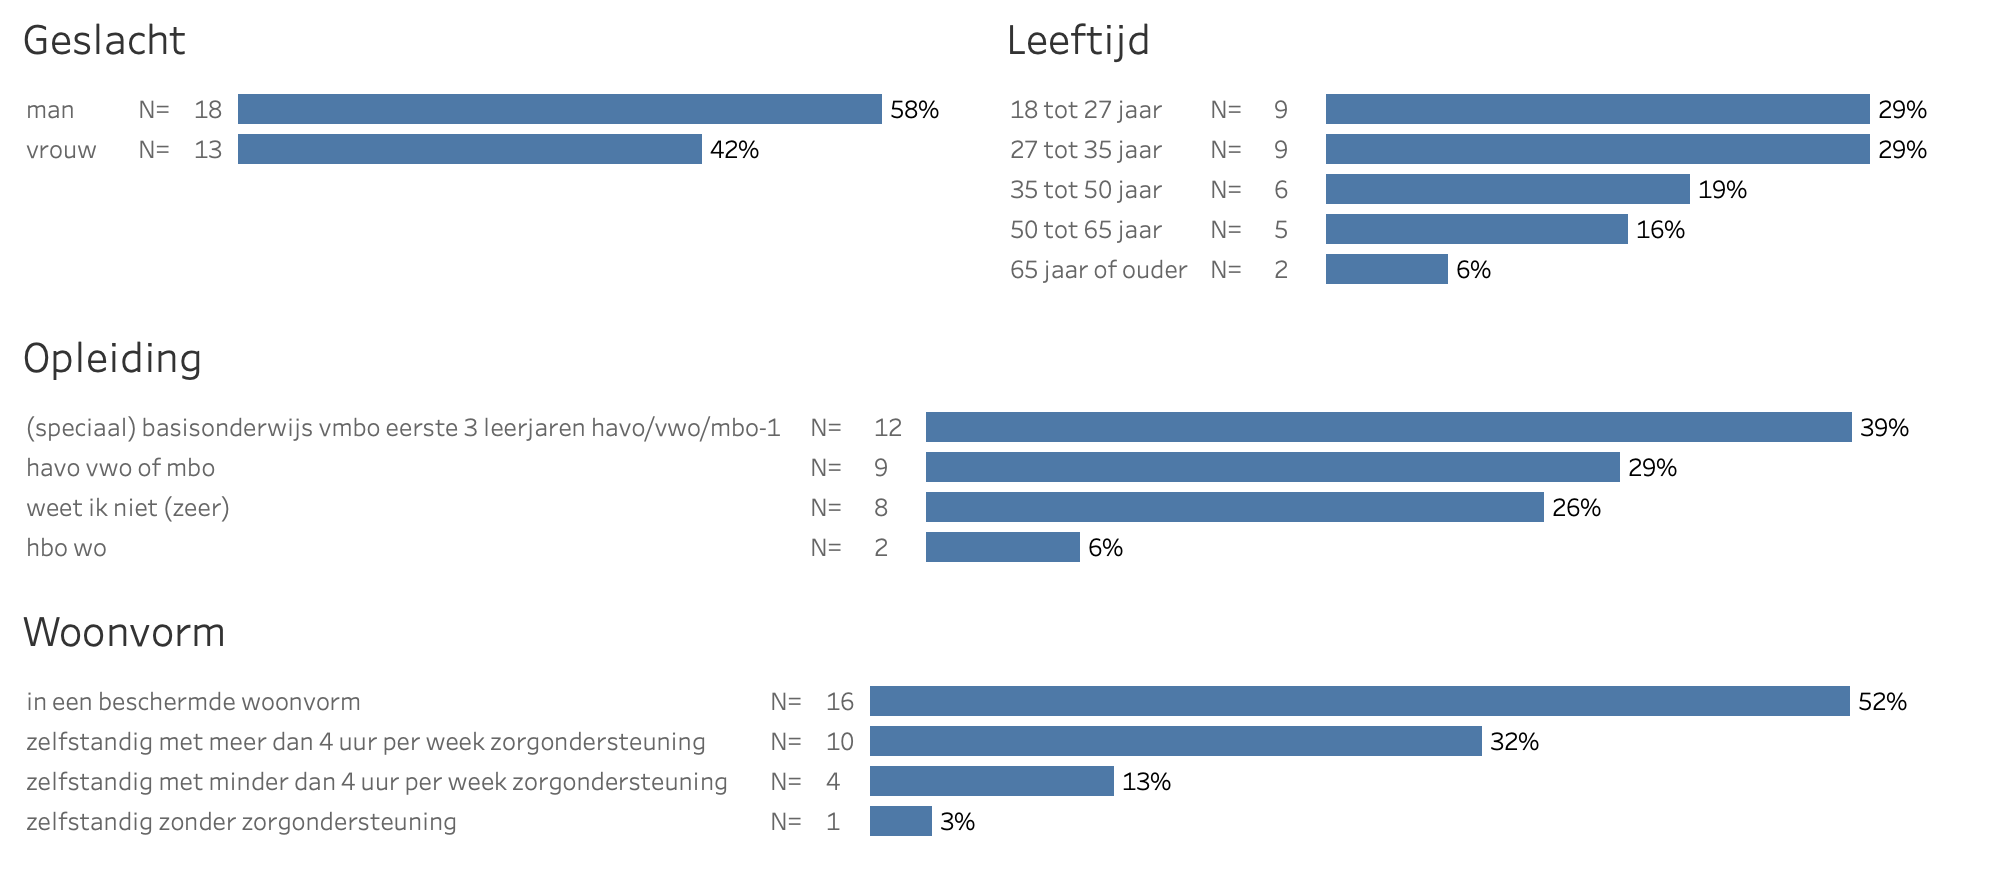 Geslacht
man N= 18 58%
vrouw N= 13 42%
Leeftijd
18 tot 27 jaar N= 9 29%
27 tot 35 jaar N= 9 29%
35 tot 50 jaar N= 6 19%
50 tot 65 jaar N= 5 16%
65 jaar of ouder N= 2 6%
Opleiding
(speciaal) basisonderwijs vmbo eerste 3 leerjaren havo/vwo/mbo-1 N= 12 39%
havo vwo of mbo N= 9 29%
weet ik niet (zeer) N= 8 26%
hbo wo N= 2 6%
Woonvorm
in een beschermde woonvorm N= 16 52%
zelfstandig met meer dan 4 uur per week zorgondersteuning N= 10 32%
zelfstandig met minder dan 4 uur per week zorgondersteuning N= 4 13%
zelfstandig zonder zorgondersteuning N= 1 3%